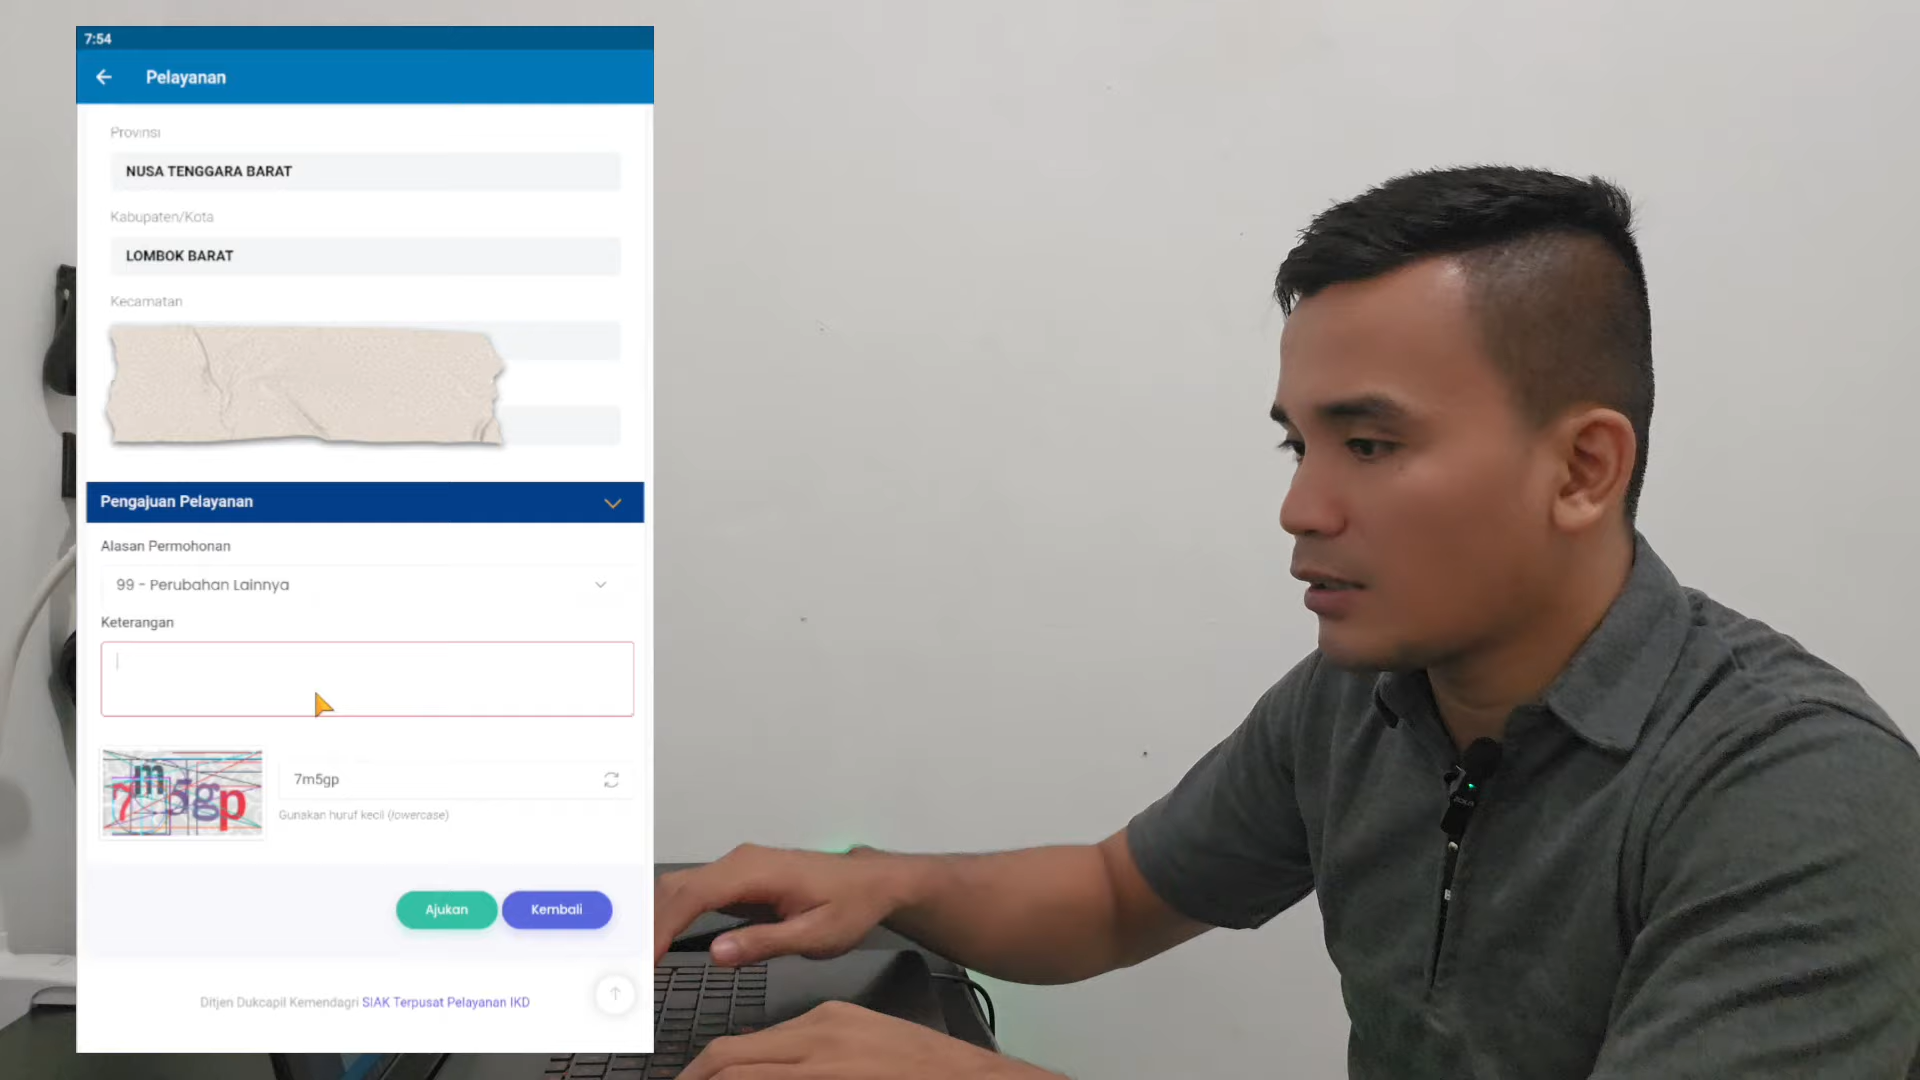 7:54
Pelayanan
Provinsi
NUSA TENGGARA BARAT
Kabupaten/Kota
LOMBOK BARAT
Kecamatan
Pengajuan Pelayanan
Alasan Permohonan
99 - Perubahan Lainnya
Keterangan
7m5gp
7m5gp
Gunakan huruf kecil (lowercase)
Ajukan
Kembali
Ditjen Dukcapil Kemendagri SIAK Terpusat Pelayanan IKD